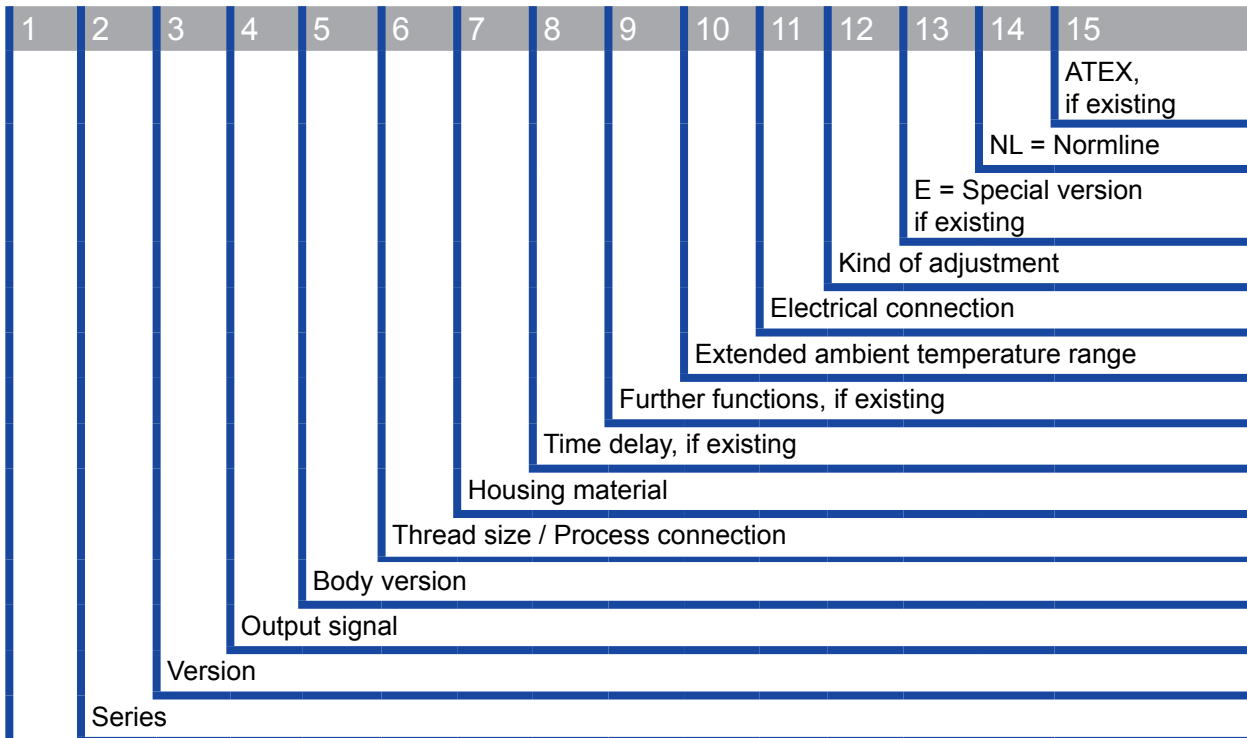 1 2 3 4 5 6 7 8 9 10 11 12 13 14 15
ATEX,
if existing
NL = Normline
E = Special version
if existing
Kind of adjustment
Electrical connection
Extended ambient temperature range
Further functions, if existing
Time delay, if existing
Housing material
Thread size / Process connection
Body version
Output signal
Version
Series